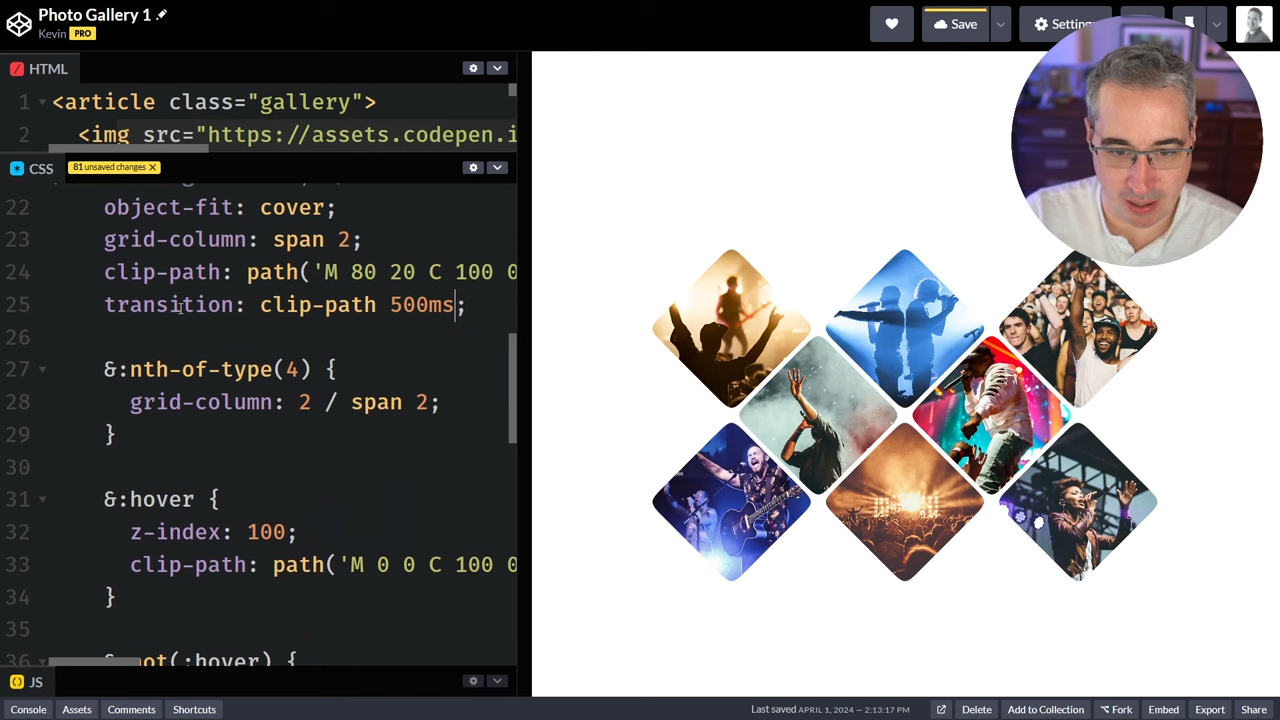 Photo Gallery 1
Kevin PRO
Save
HTML
1 <article class="gallery">
2 <img src="https://assets.codepen.i
CSS 81 unsaved changes X
22 object-fit: cover;
23 grid-column: span 2;
24 clip-path: path('M 80 20 C 100 0
25 transition: clip-path 500ms;
26
27 &:nth-of-type(4) {
28 grid-column: 2 / span 2;
29 }
30
31 &:hover {
32 z-index: 100;
33 clip-path: path('M 0 0 C 100 0
34 }
35
36 (:hover) {
JS
Console Assets Comments Shortcuts Last saved APRIL 1, 2024 — 2:13:17 PM Delete Add to Collection Fork Embed Export Share